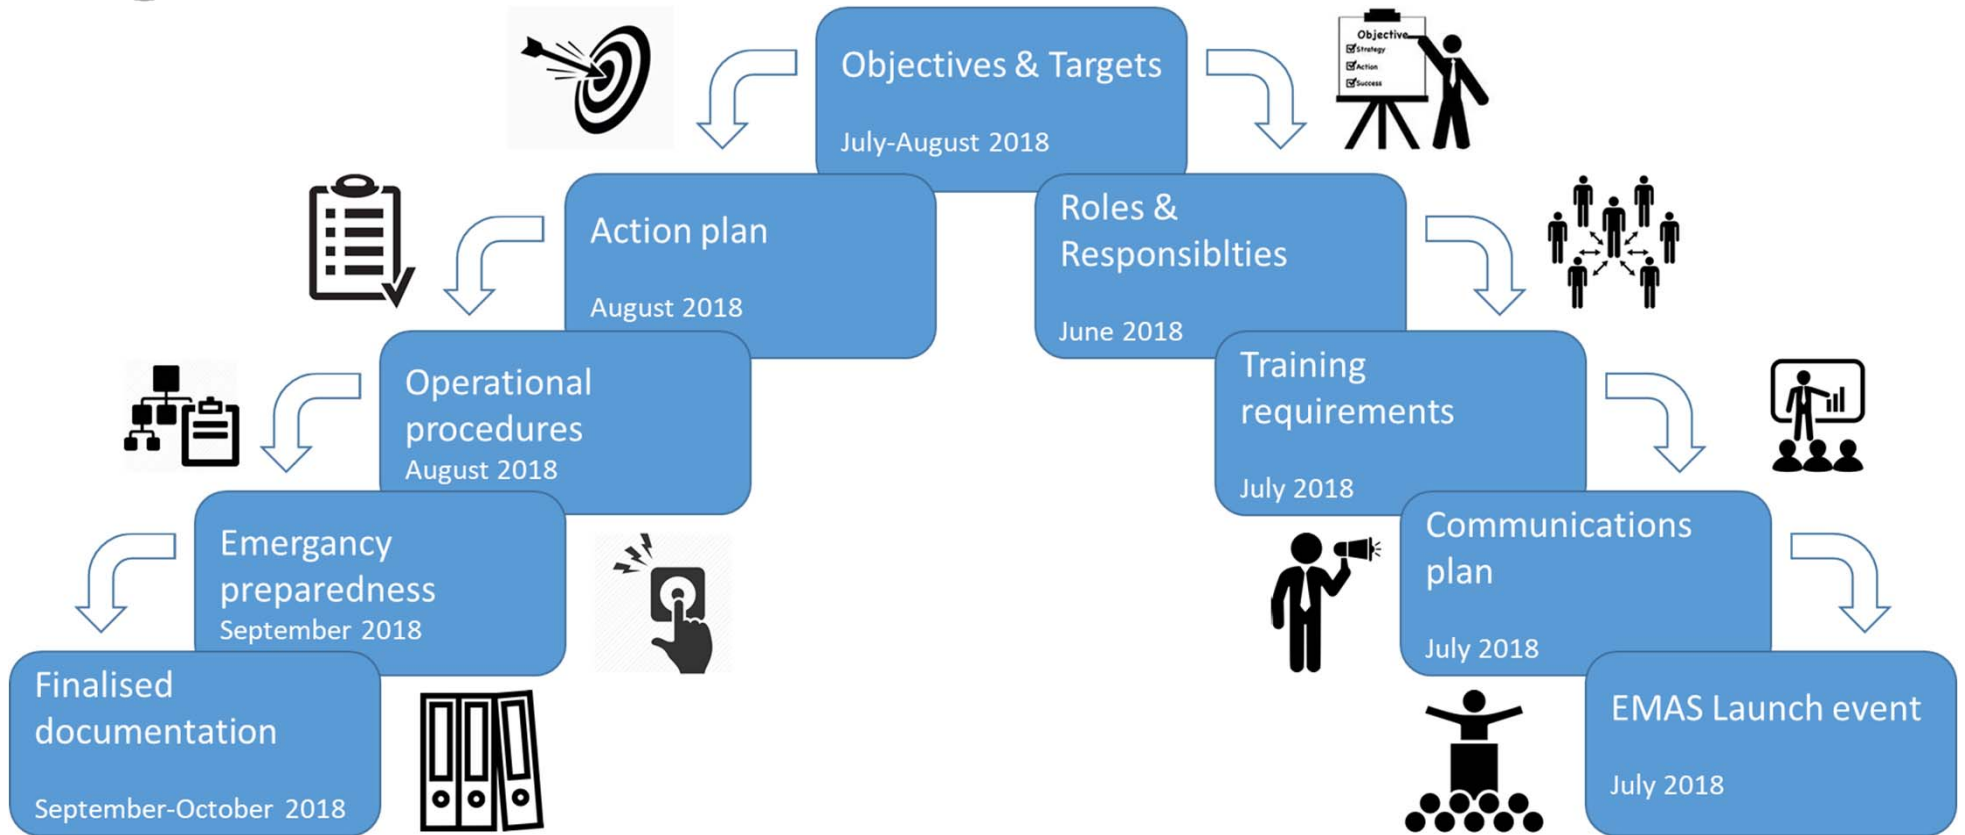 Objectives & Targets
July-August 2018
Objective
Strategy
Action
Success
Action plan
August 2018
Roles &
Responsiblties
June 2018
Operational
procedures
August 2018
Training
requirements
July 2018
Emergancy
preparedness
September 2018
Communications
plan
July 2018
Finalised
documentation
September-October 2018
EMAS Launch event
July 2018